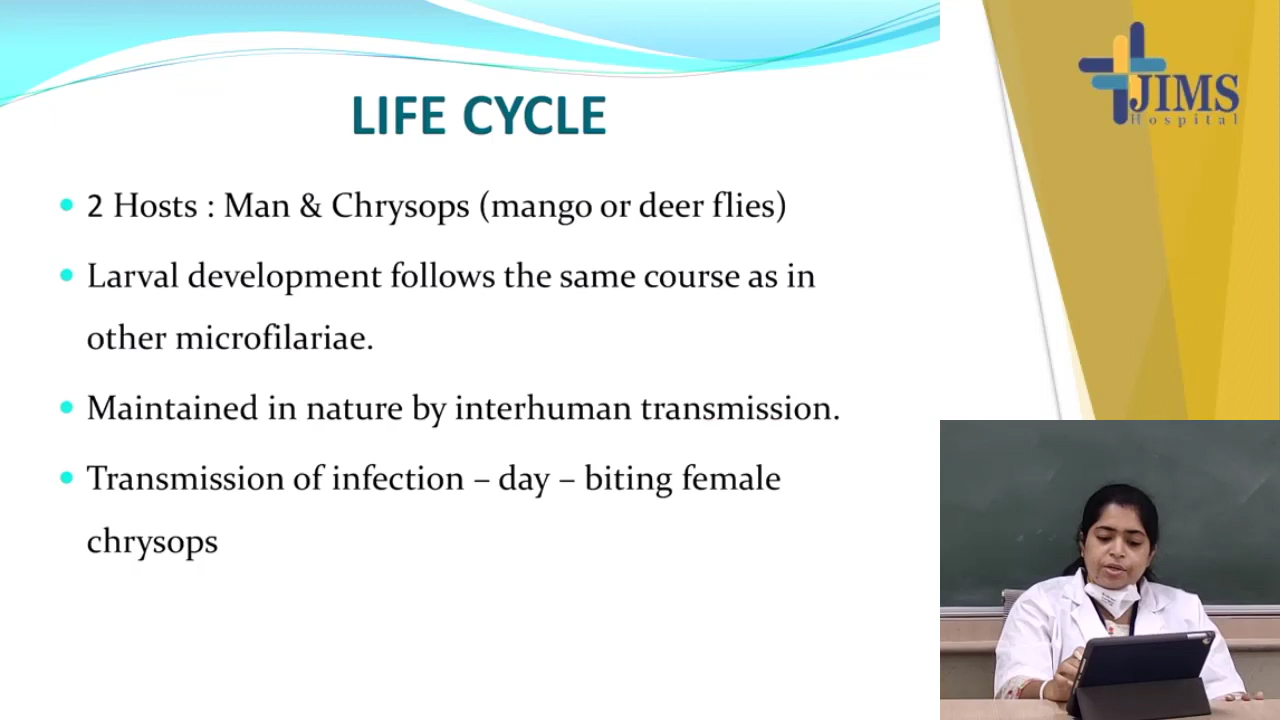 LIFE CYCLE
JIMS
Hospital
2 Hosts : Man & Chrysops (mango or deer flies)
Larval development follows the same course as in
other microfilariae.
Maintained in nature by interhuman transmission.
Transmission of infection – day – biting female
chrysops